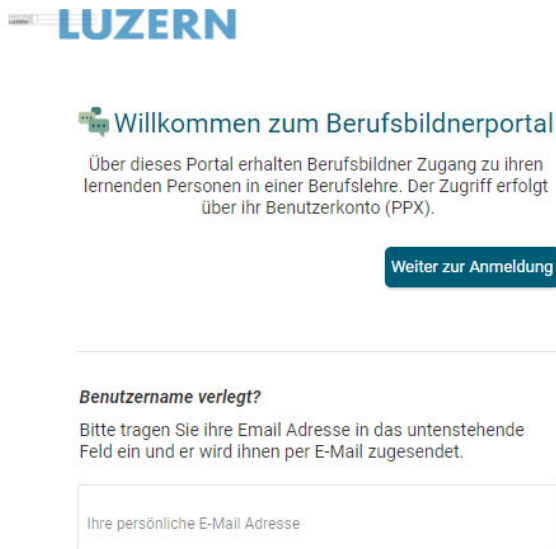 LUZERN
Willkommen zum Berufsbildnerportal
Über dieses Portal erhalten Berufsbildner Zugang zu ihren
lernenden Personen in einer Berufslehre. Der Zugriff erfolgt
über ihr Benutzerkonto (PPX).
Weiter zur Anmeldung
Benutzername verlegt?
Bitte tragen Sie ihre Email Adresse in das untenstehende
Feld ein und er wird ihnen per E-Mail zugesendet.
Ihre persönliche E-Mail Adresse